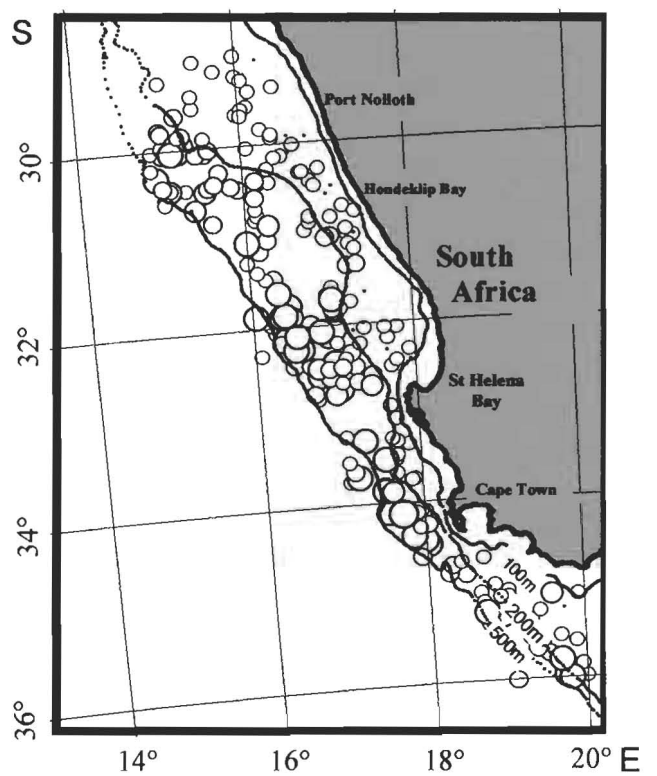 S
Port Nolloth
30°
Hondeklip Bay
South
Africa
32°
St Helena
Bay
Cape Town
34°
100m
200m
500m
36°
14°
16°
18°
20°
E